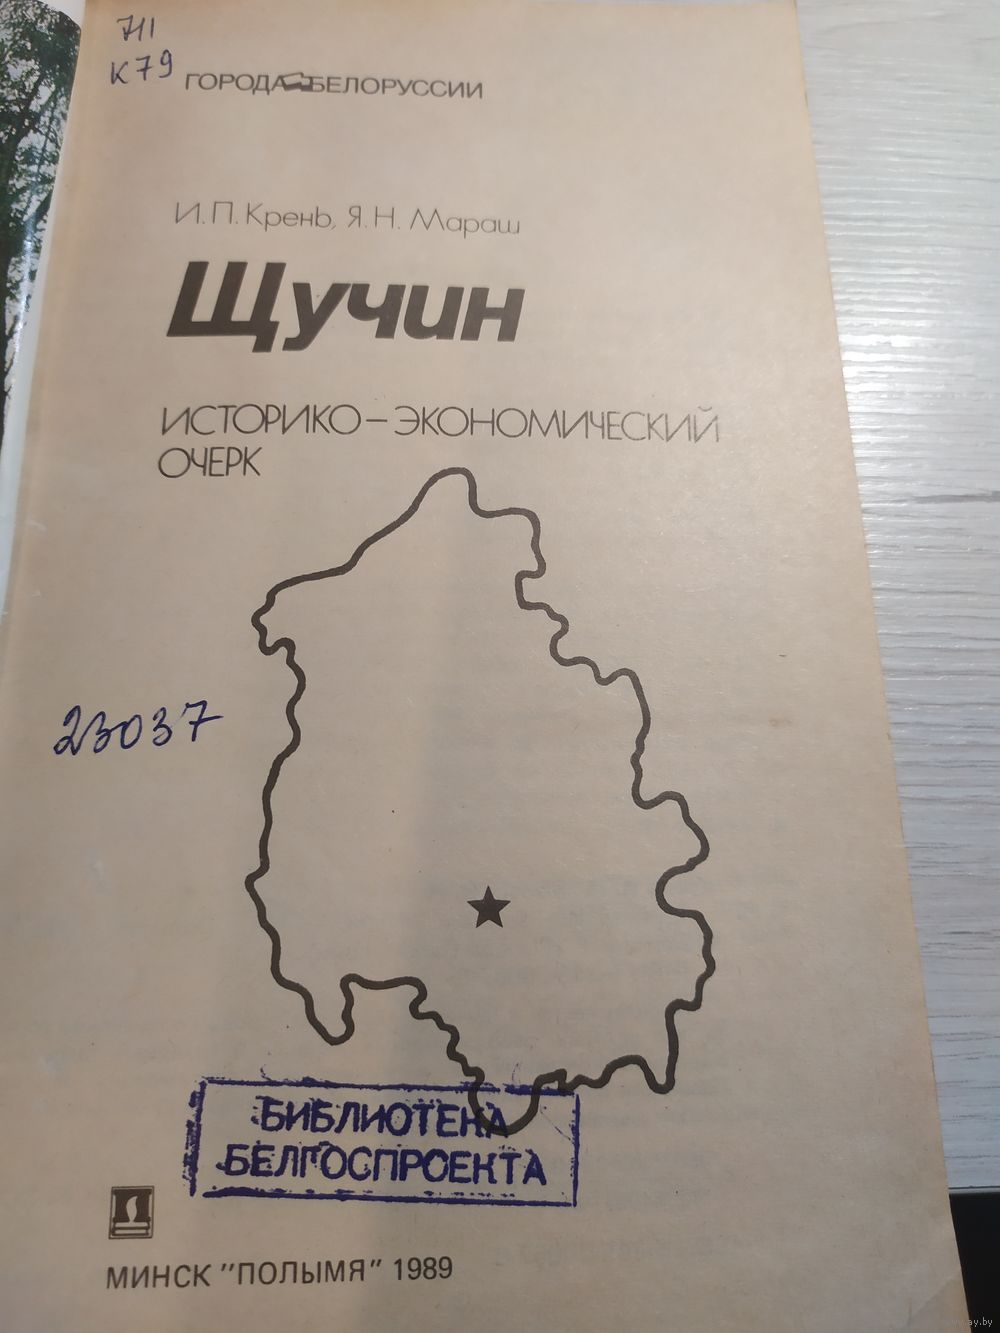 711
К79
ГОРОДА БЕЛОРУССИИ
И. П. Крень, Я. Н. Мараш
Щучин
ИСТОРИКО-ЭКОНОМИЧЕСКИЙ
ОЧЕРК
23037
БИБЛИОТЕКА
БЕЛГОСПРОЕКТА
МИНСК "ПОЛЫМЯ" 1989